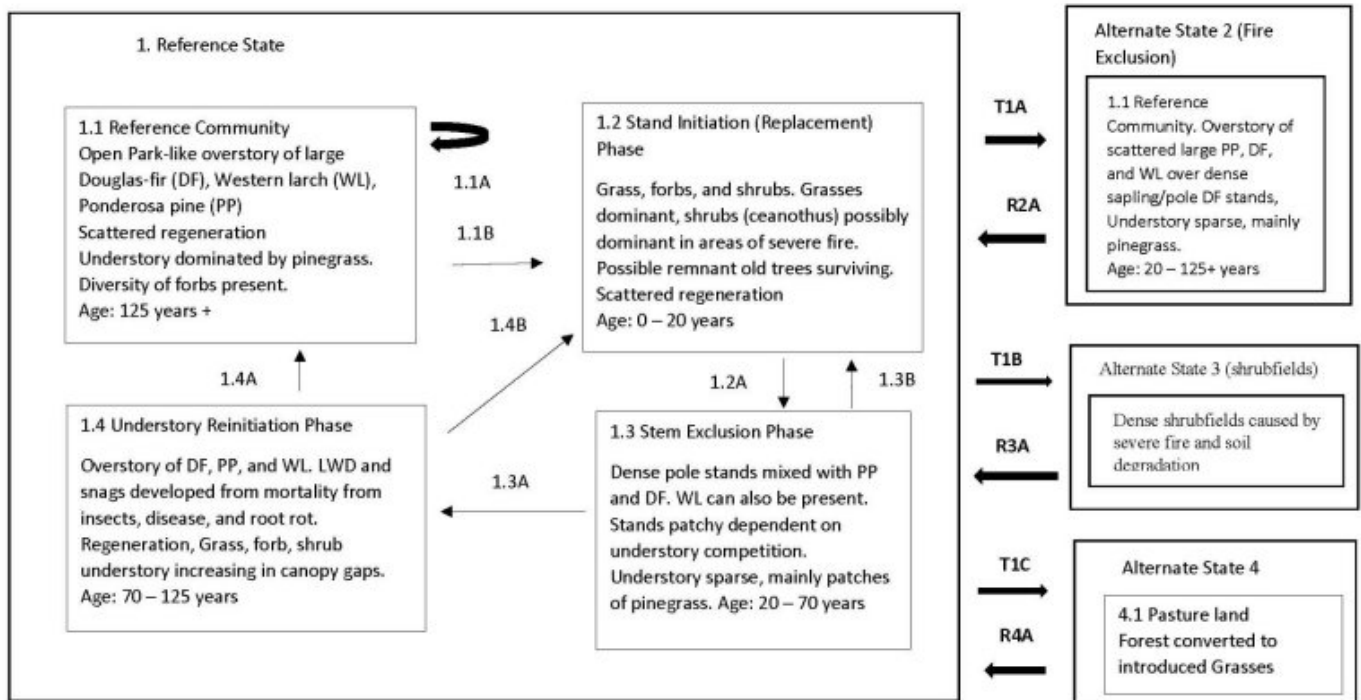 1. Reference State
1.1 Reference Community
Open Park-like overstory of large
Douglas-fir (DF), Western larch (WL),
Ponderosa pine (PP)
Scattered regeneration
Understory dominated by pinegrass.
Diversity of forbs present.
Age: 125 years +
1.1A
1.1B
1.2 Stand Initiation (Replacement)
Phase
Grass, forbs, and shrubs. Grasses
dominant, shrubs (ceanothus) possibly
dominant in areas of severe fire.
Possible remnant old trees surviving.
Scattered regeneration
Age: 0 – 20 years
1.4B
1.4A
1.2A
1.3B
1.4 Understory Reinitiation Phase
Overstory of DF, PP, and WL. LWD and
snags developed from mortality from
insects, disease, and root rot.
Regeneration, Grass, forb, shrub
understory increasing in canopy gaps.
Age: 70 – 125 years
1.3A
1.3 Stem Exclusion Phase
Dense pole stands mixed with PP
and DF. WL can also be present.
Stands patchy dependent on
understory competition.
Understory sparse, mainly patches
of pinegrass. Age: 20 – 70 years
T1A
R2A
Alternate State 2 (Fire
Exclusion)
1.1 Reference
Community. Overstory of
scattered large PP, DF,
and WL over dense
sapling/pole DF stands,
Understory sparse, mainly
pinegrass.
Age: 20 – 125+ years
T1B
R3A
Alternate State 3 (shrubfields)
Dense shrubfields caused by
severe fire and soil
degradation
T1C
R4A
Alternate State 4
4.1 Pasture land
Forest converted to
introduced Grasses